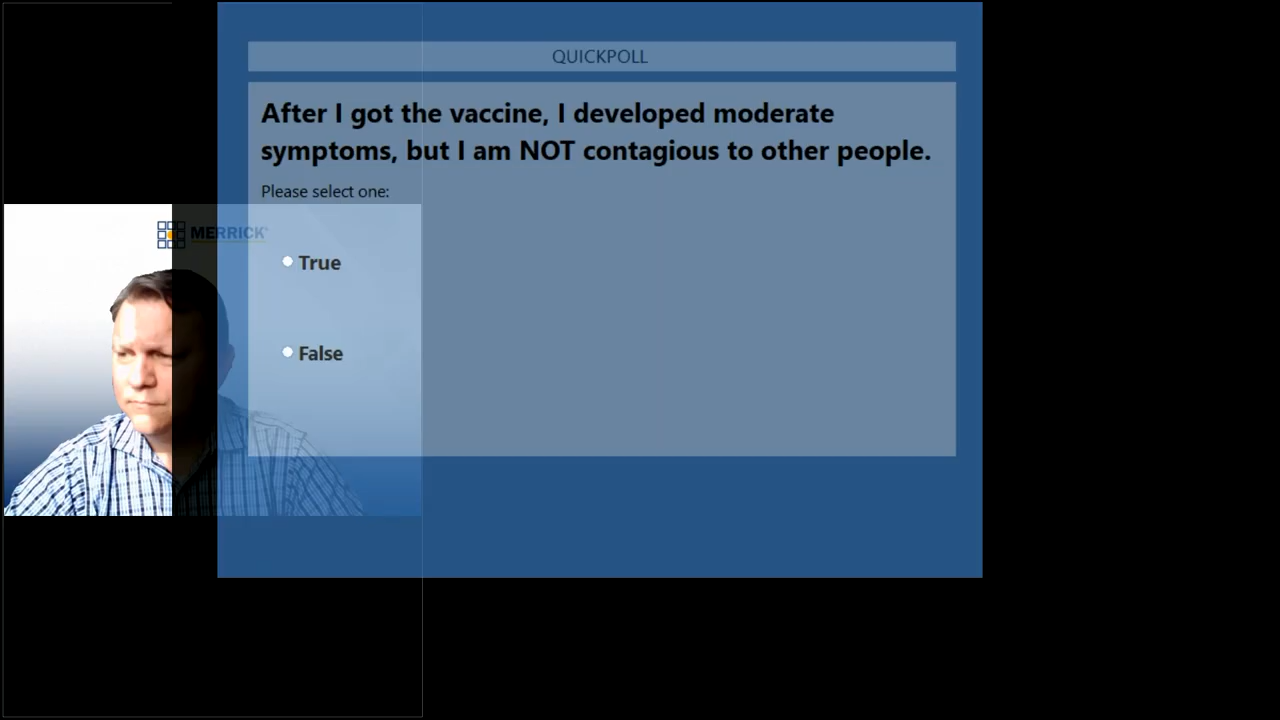 QUICKPOLL
After I got the vaccine, I developed moderate
symptoms, but I am NOT contagious to other people.
Please select one:
MERRICK
True
False